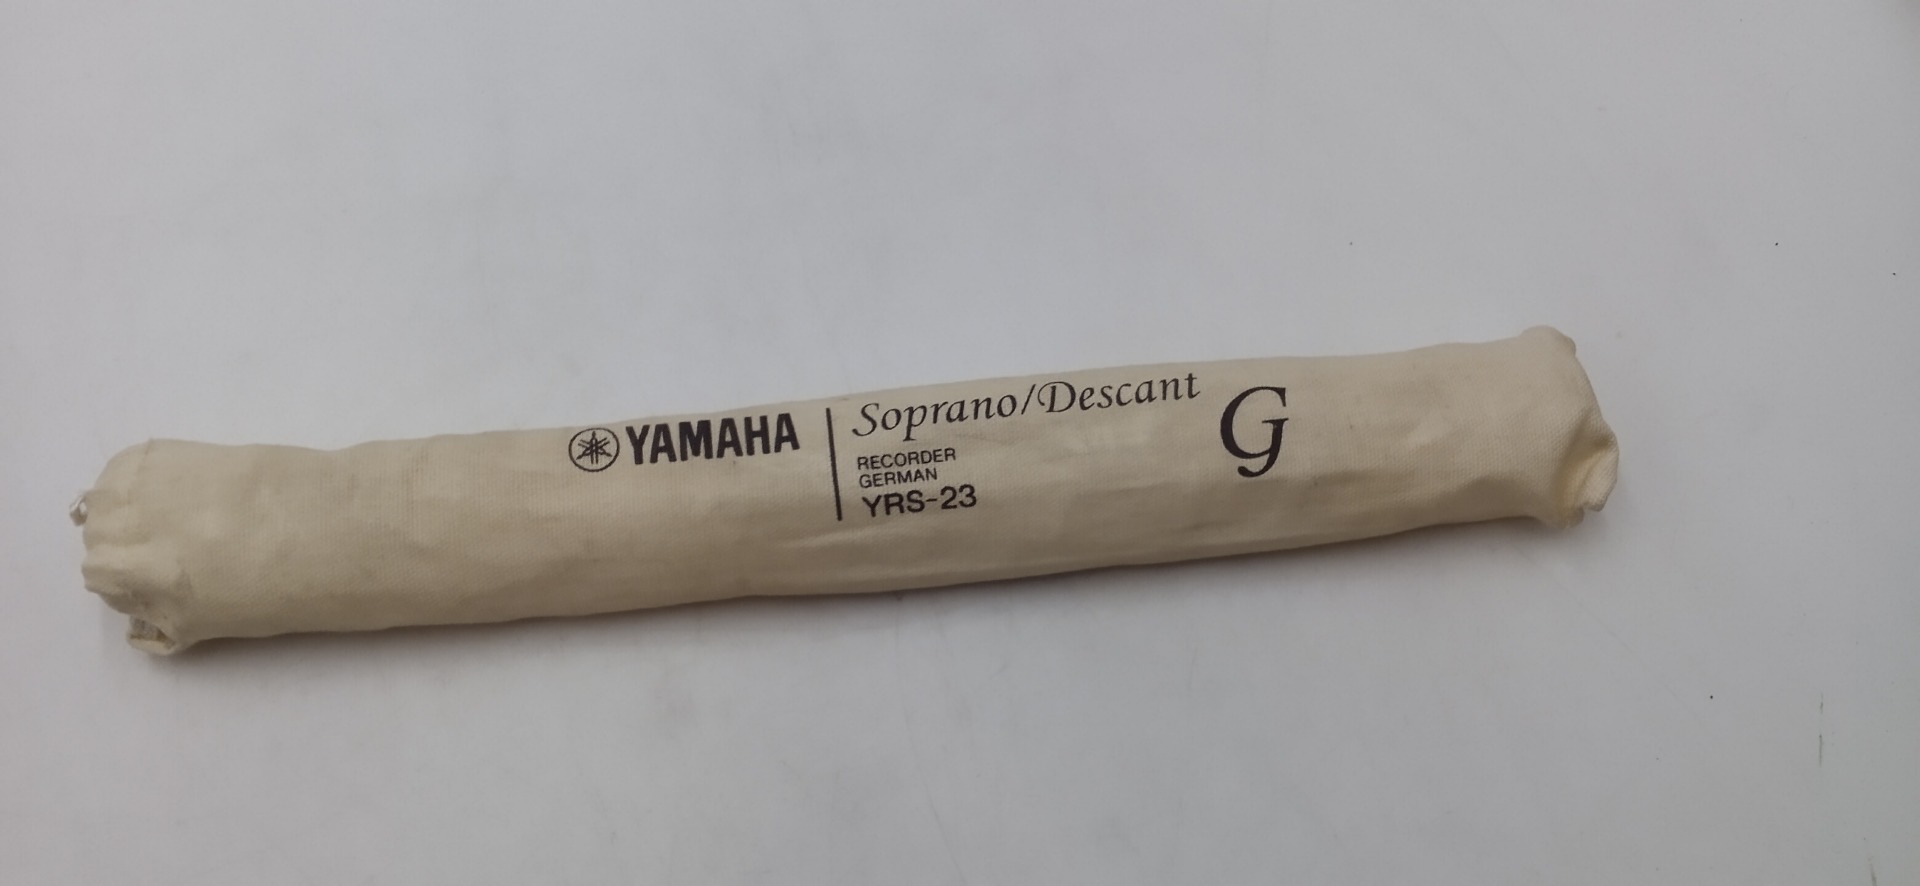 YAMAHA
Soprano/Descant
RECORDER
GERMAN
YRS-23
G